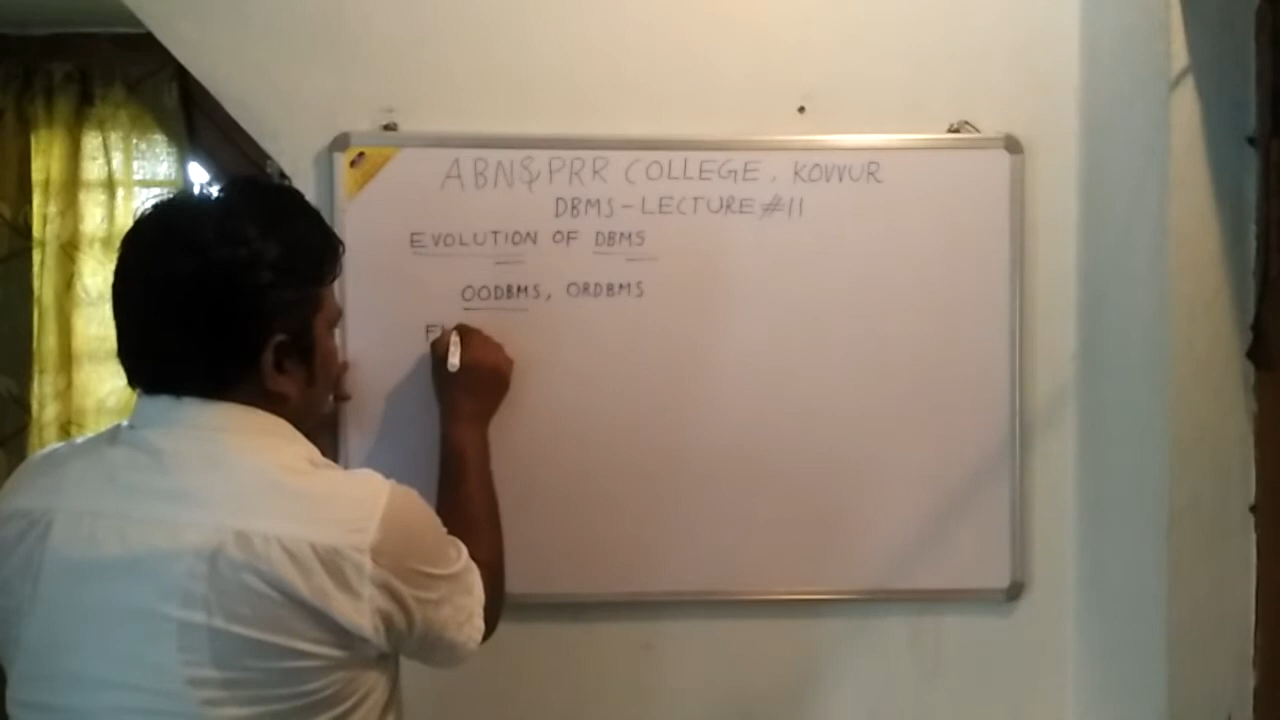 ABN&PRR COLLEGE, KOVVUR
DBMS-LECTURE #11
EVOLUTION OF DBMS
OODBMS, ORDBMS